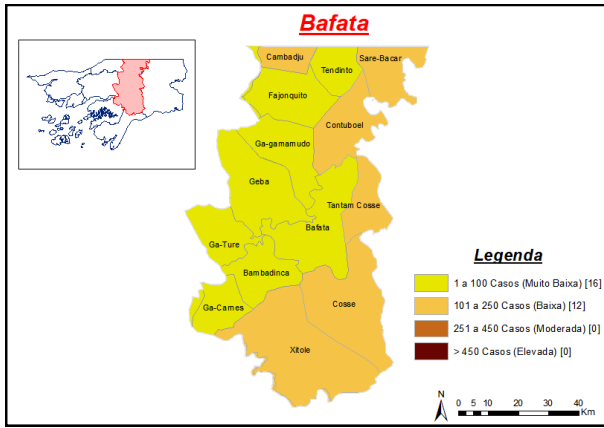 Bafata
Cambadju
Sare-Bacar
Tendinto
Fajonquito
Contuboel
Ga-gamamudo
Geba
Tantam Cosse
Bafata
Ga-Ture
Bambadinca
Ga-Carnes
Cosse
Xitole
Legenda
1 a 100 Casos (Muito Baixa) [16]
101 a 250 Casos (Baixa) [12]
251 a 450 Casos (Moderada) [0]
> 450 Casos (Elevada) [0]
N
0 5 10 20 30 40
Km